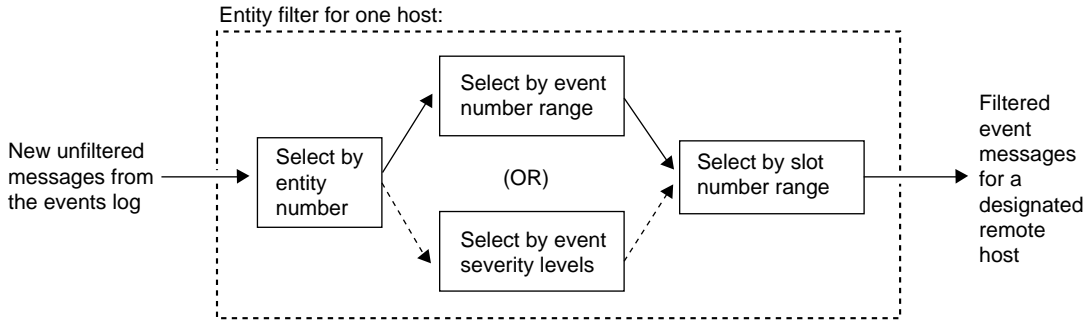 Entity filter for one host:
New unfiltered
messages from
the events log
Select by
entity
number
Select by event
number range
(OR)
Select by event
severity levels
Select by slot
number range
Filtered
event
messages
for a
designated
remote
host